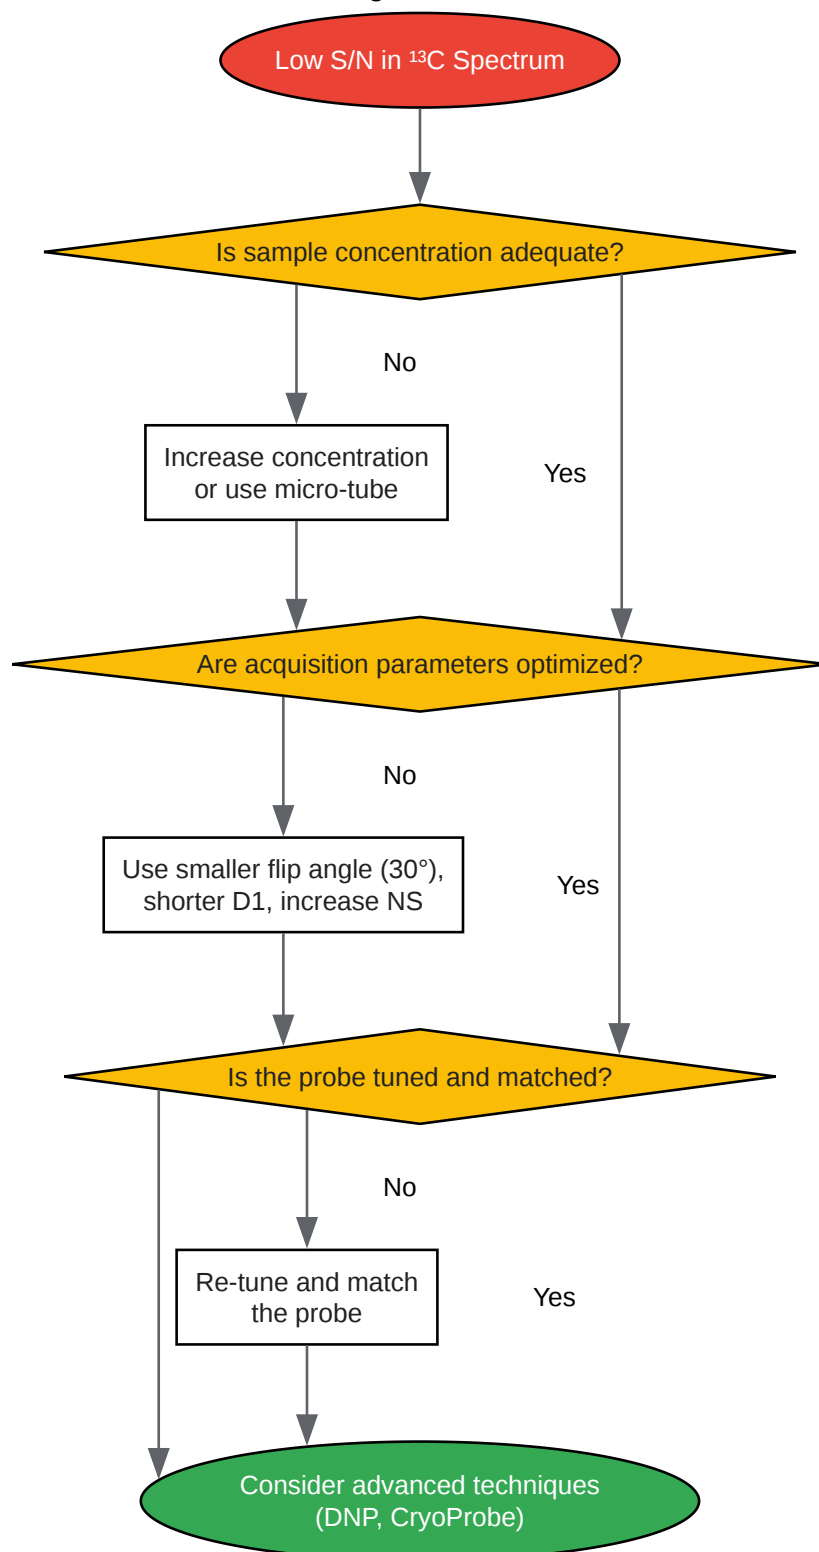 Low S/N in ¹³C Spectrum
Is sample concentration adequate?
No
Increase concentration
or use micro-tube
Yes
Are acquisition parameters optimized?
No
Use smaller flip angle (30°),
shorter D1, increase NS
Yes
Is the probe tuned and matched?
No
Re-tune and match
the probe
Yes
Consider advanced techniques
(DNP, CryoProbe)